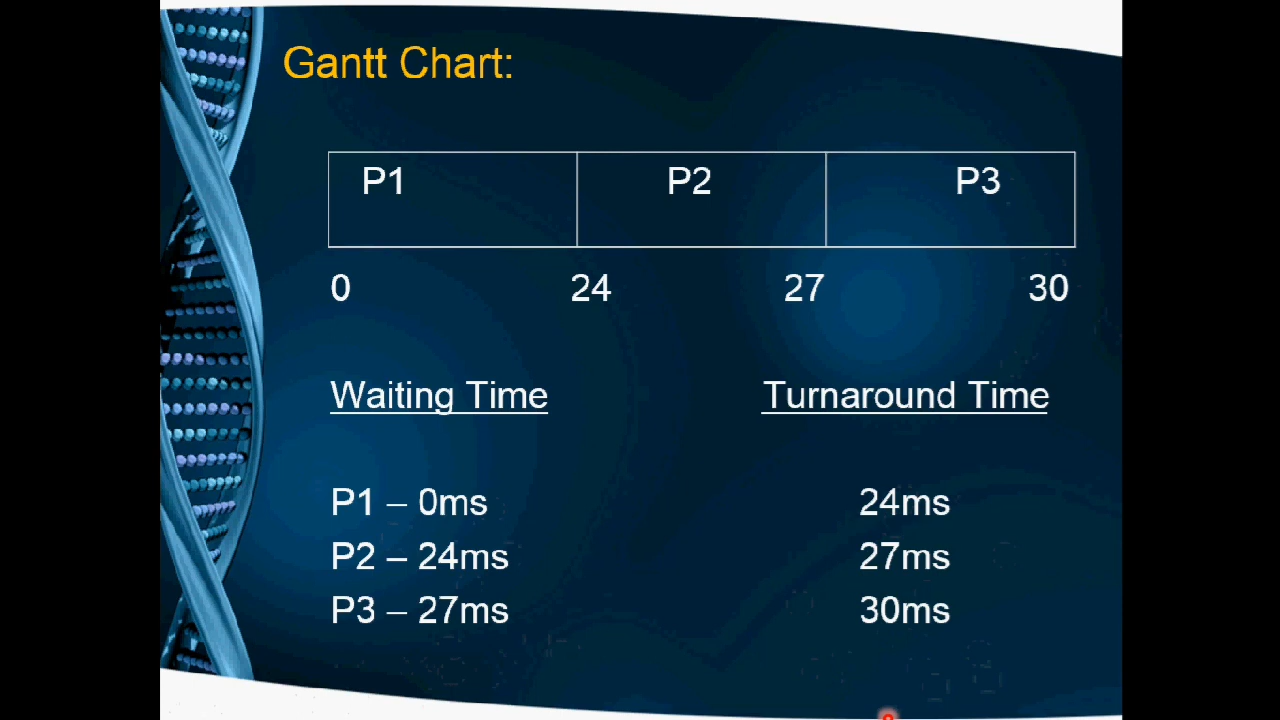 Gantt Chart:
P1 P2 P3
0 24 27 30
Waiting Time Turnaround Time
P1 – 0ms 24ms
P2 – 24ms 27ms
P3 – 27ms 30ms